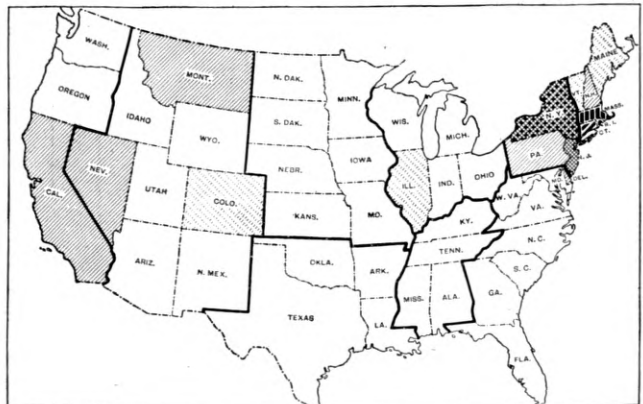 WASH.
OREGON
CAL.
NEV.
IDAHO
MONT.
WYO.
UTAH
COLO.
ARIZ.
N. MEX.
N. DAK.
S. DAK.
NEBR.
KANS.
OKLA.
TEXAS
MINN.
IOWA
MO.
ARK.
LA.
WIS.
ILL.
MICH.
IND.
OHIO
KY.
TENN.
MISS.
ALA.
GA.
FLA.
S. C.
N. C.
VA.
W. VA.
PA.
N. Y.
DEL.
CT.
R. I.
MASS.
MAINE